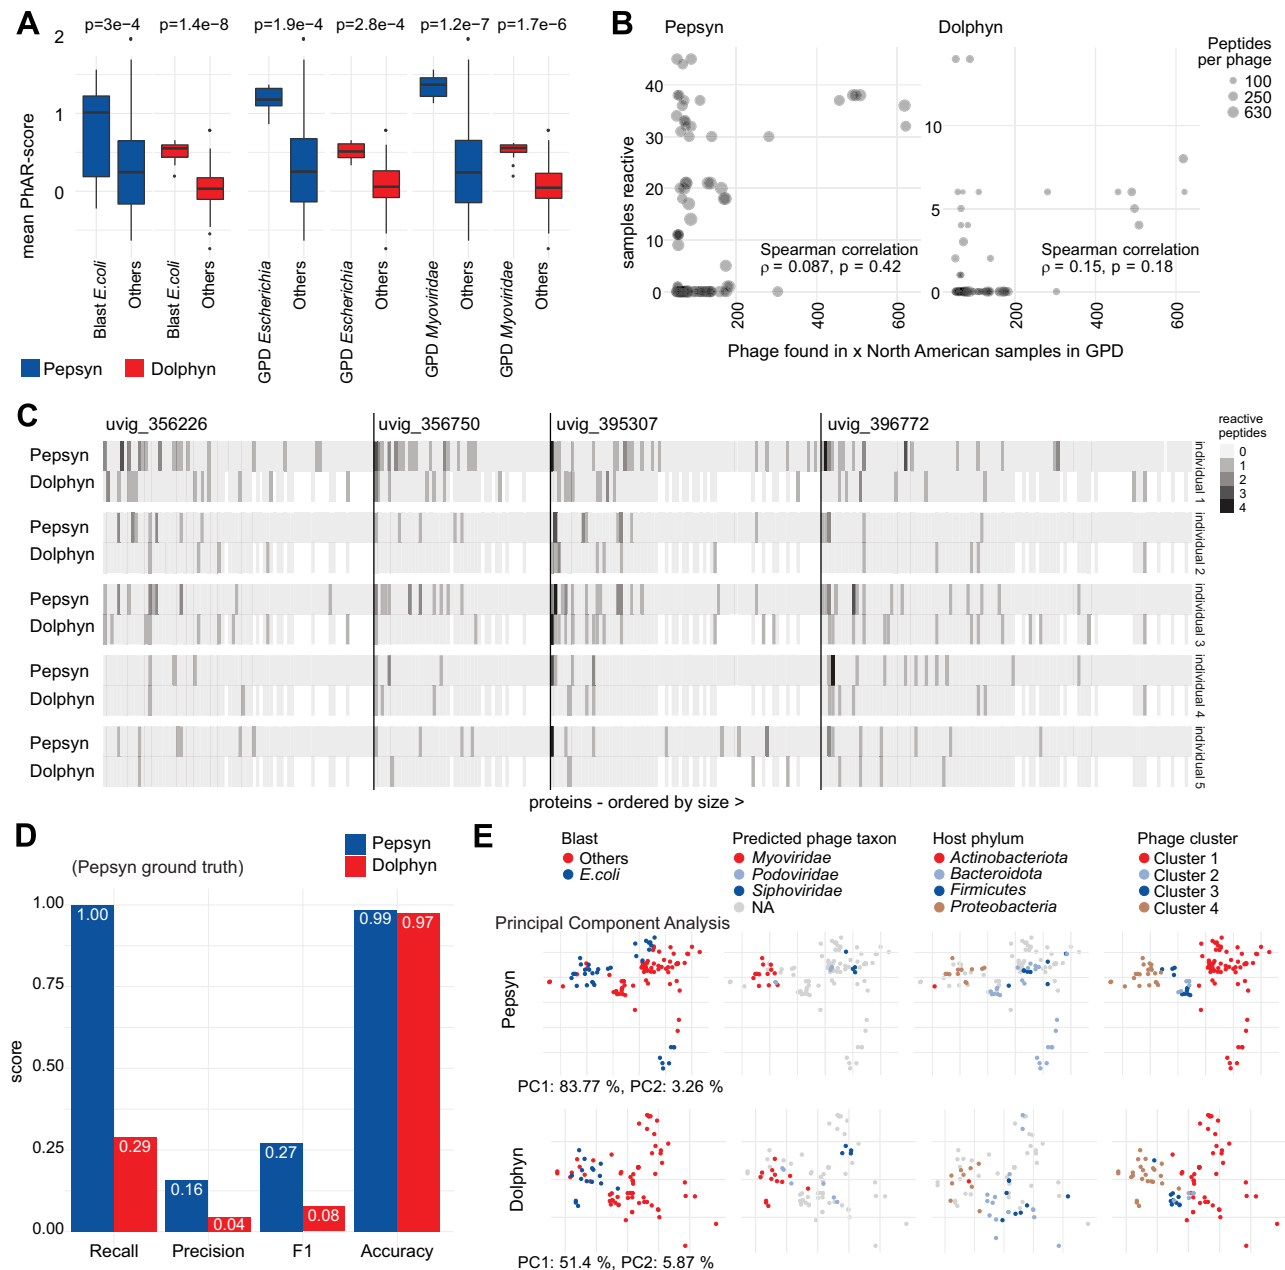 A
p=3e−4
p=1.4e−8
p=1.9e−4
p=2.8e−4
p=1.2e−7
p=1.7e−6
mean PhAR-score
2
1
0
Blast E.coli
Others
Blast E.coli
Others
GPD Escherichia
Others
GPD Escherichia
Others
GPD Myoviridae
Others
GPD Myoviridae
Others
Pepsyn
Dolphyn
B
Pepsyn
Dolphyn
Peptides
per phage
100
250
630
samples reactive
40
30
20
10
0
10
5
0
Spearman correlation
ρ = 0.087, p = 0.42
Spearman correlation
ρ = 0.15, p = 0.18
200
400
600
200
400
600
Phage found in x North American samples in GPD
C
uvig_356226
uvig_356750
uvig_395307
uvig_396772
reactive
peptides
0
1
2
3
4
Pepsyn
Dolphyn
individual 1
Pepsyn
Dolphyn
individual 2
Pepsyn
Dolphyn
individual 3
Pepsyn
Dolphyn
individual 4
Pepsyn
Dolphyn
individual 5
proteins - ordered by size >
D
Pepsyn
Dolphyn
(Pepsyn ground truth)
score
1.00
0.75
0.50
0.25
0.00
1.00
0.29
0.16
0.04
0.27
0.08
0.99
0.97
Recall
Precision
F1
Accuracy
E
Blast
Others
E.coli
Predicted phage taxon
Myoviridae
Podoviridae
Siphoviridae
NA
Host phylum
Actinobacteriota
Bacteroidota
Firmicutes
Proteobacteria
Phage cluster
Cluster 1
Cluster 2
Cluster 3
Cluster 4
Principal Component Analysis
Pepsyn
PC1: 83.77 %, PC2: 3.26 %
Dolphyn
PC1: 51.4 %, PC2: 5.87 %